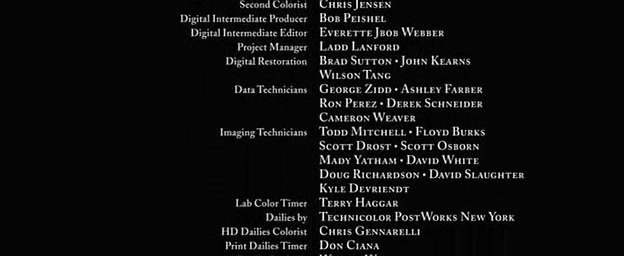 Second Colorist CHRIS JENSEN
Digital Intermediate Producer BOB PEISHEL
Digital Intermediate Editor EVERETTE JBOB WEBBER
Project Manager LADD LANFORD
Digital Restoration BRAD SUTTON • JOHN KEARNS
WILSON TANG
Data Technicians GEORGE ZIDD • ASHLEY FARBER
RON PEREZ • DEREK SCHNEIDER
CAMERON WEAVER
Imaging Technicians TODD MITCHELL • FLOYD BURKS
SCOTT DROST • SCOTT OSBORN
MADY YATHAM • DAVID WHITE
DOUG RICHARDSON • DAVID SLAUGHTER
KYLE DEVRIENDT
Lab Color Timer TERRY HAGGAR
Dailies by TECHNICOLOR POSTWORKS NEW YORK
HD Dailies Colorist CHRIS GENNARELLI
Print Dailies Timer DON CIANA